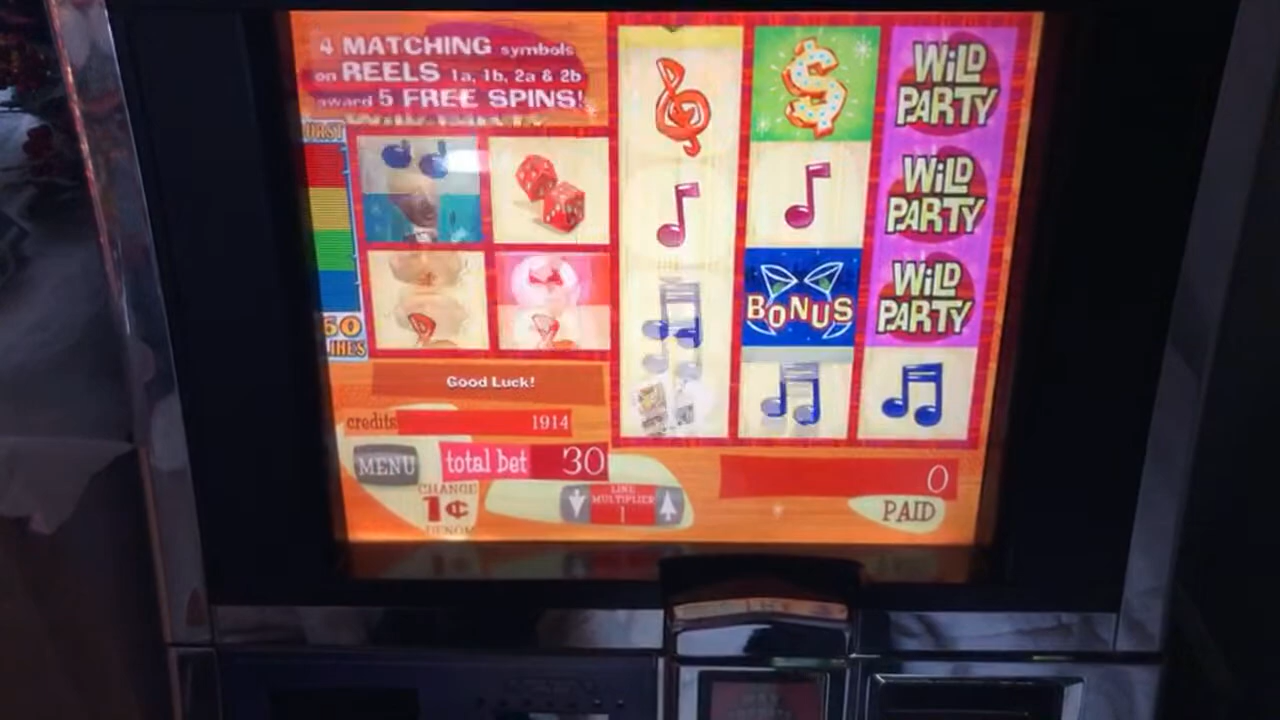 4 MATCHING symbols
on REELS 1a, 1b, 2a & 2b
award 5 FREE SPINS!
WILD PARTY
WILD PARTY
WILD PARTY
BONUS
60
Good Luck!
credits 1914
MENU
total bet 30
CHANGE
1¢
DENOM
LINE
MULTIPLIER
1
0
PAID